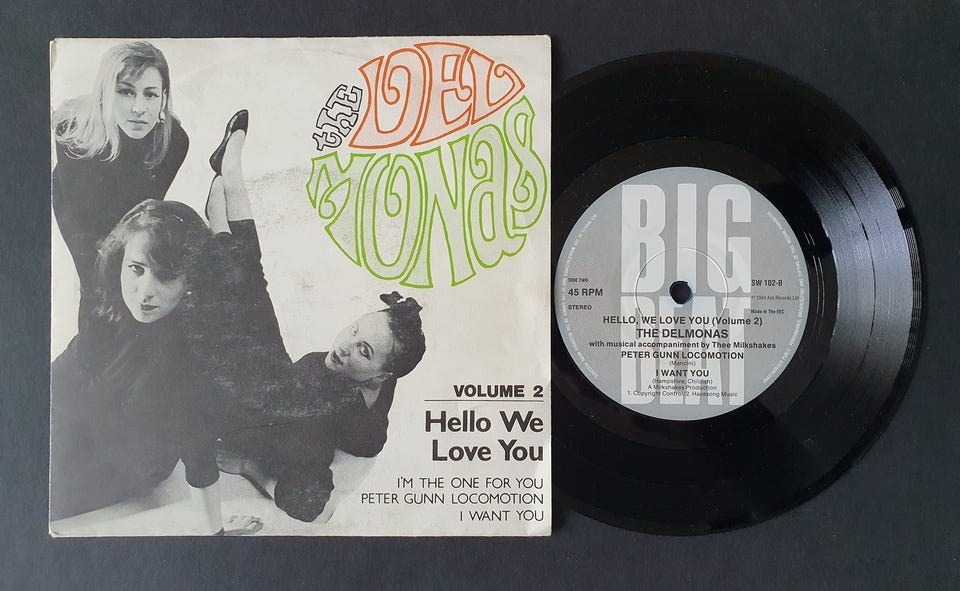 THE
DEL
MONAS
VOLUME 2
Hello We
Love You
I'M THE ONE FOR YOU
PETER GUNN LOCOMOTION
I WANT YOU
BIG
BEAT
SIDE TWO
45 RPM
STEREO
SW 102-B
℗ 1984 Ace Records Ltd
Made in the EEC
HELLO, WE LOVE YOU (Volume 2)
THE DELMONAS
with musical accompaniment by Thee Milkshakes
PETER GUNN LOCOMOTION
(Mancini)
I WANT YOU
(Hampshire, Childish)
A Milkshakes Production
1. Copyright Control/2. Havasong Music